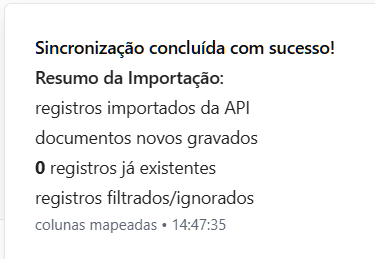 Sincronização concluída com sucesso!
Resumo da Importação:
registros importados da API
documentos novos gravados
0 registros já existentes
registros filtrados/ignorados
colunas mapeadas • 14:47:35